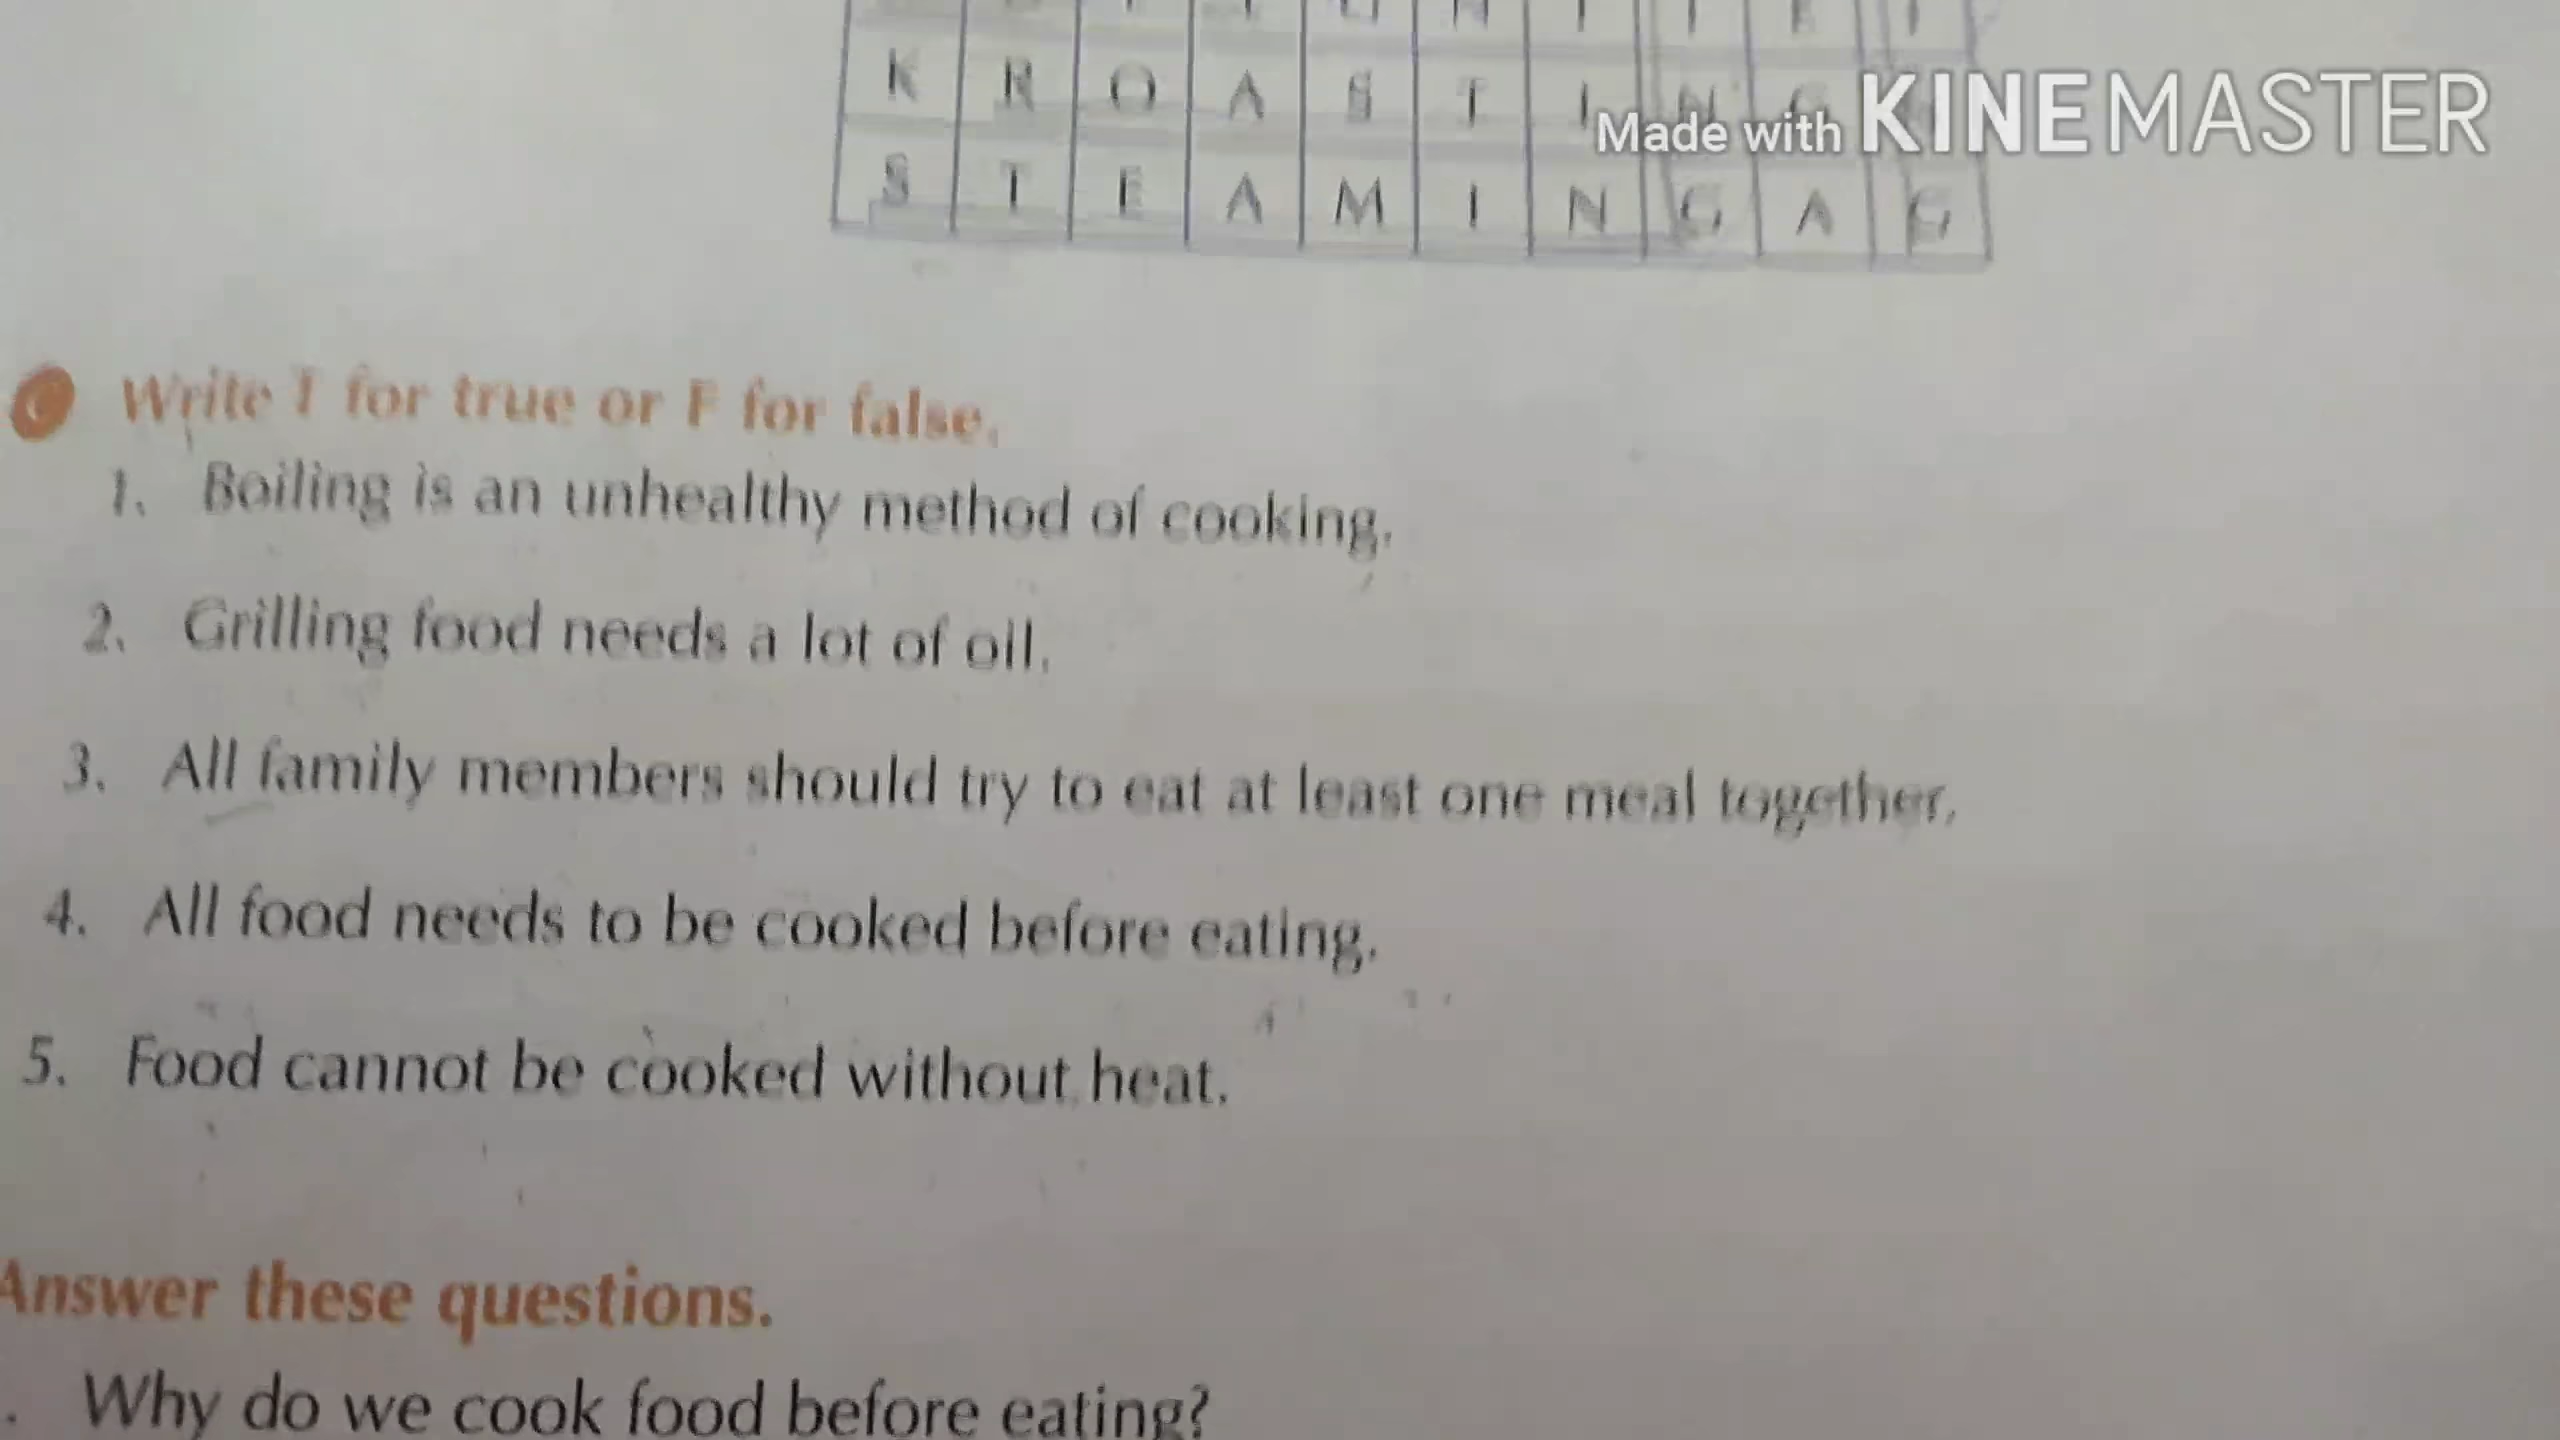 K R O A S T I N G
S T E A M I N G A G
Made with KINEMASTER
C Write T for true or F for false.
1. Boiling is an unhealthy method of cooking.
2. Grilling food needs a lot of oil.
3. All family members should try to eat at least one meal together.
4. All food needs to be cooked before eating.
5. Food cannot be cooked without heat.
Answer these questions.
. Why do we cook food before eating?